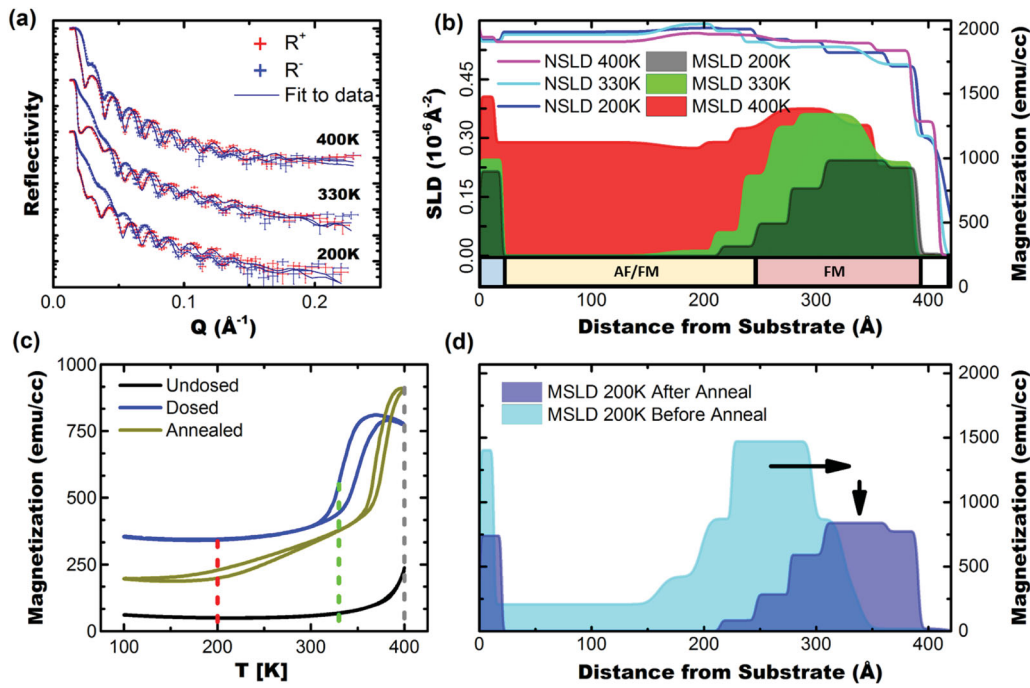 (a)
R+
R-
Fit to data
400K
330K
200K
Reflectivity
0.0 0.1 0.2
Q (Å-1)
(b)
NSLD 400K MSLD 200K
NSLD 330K MSLD 330K
NSLD 200K MSLD 400K
SLD (10-6Å-2)
0.45
0.30
0.15
0.00
2000
1500
1000
500
0
Magnetization (emu/cc)
AF/FM FM
0 100 200 300 400
Distance from Substrate (Å)
(c)
Undosed
Dosed
Annealed
Magnetization (emu/cc)
1000
750
500
250
0
100 200 300 400
T [K]
(d)
MSLD 200K After Anneal
MSLD 200K Before Anneal
2000
1500
1000
500
0
Magnetization (emu/cc)
0 100 200 300 400
Distance from Substrate (Å)